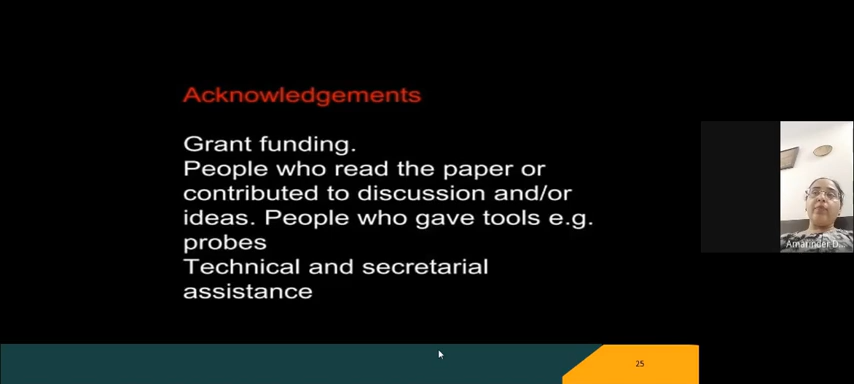 Acknowledgements
Grant funding.
People who read the paper or
contributed to discussion and/or
ideas. People who gave tools e.g.
probes
Technical and secretarial
assistance
Amarinder D...
25